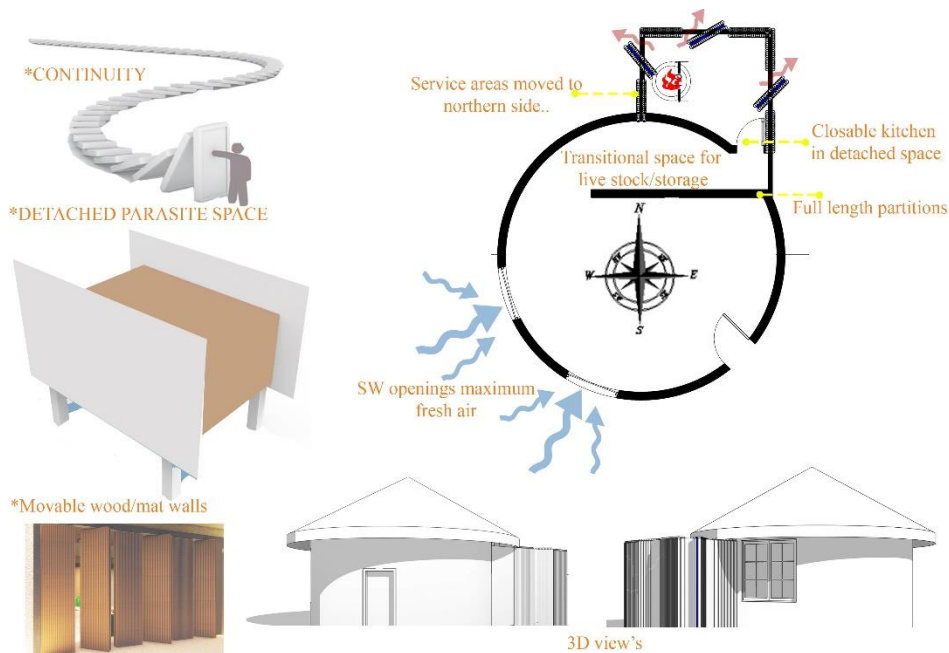 *CONTINUITY
*DETACHED PARASITE SPACE
*Movable wood/mat walls
Service areas moved to
northern side..
Transitional space for
live stock/storage
Closable kitchen
in detached space
Full length partitions
N
W
E
S
SW openings maximum
fresh air
3D view's